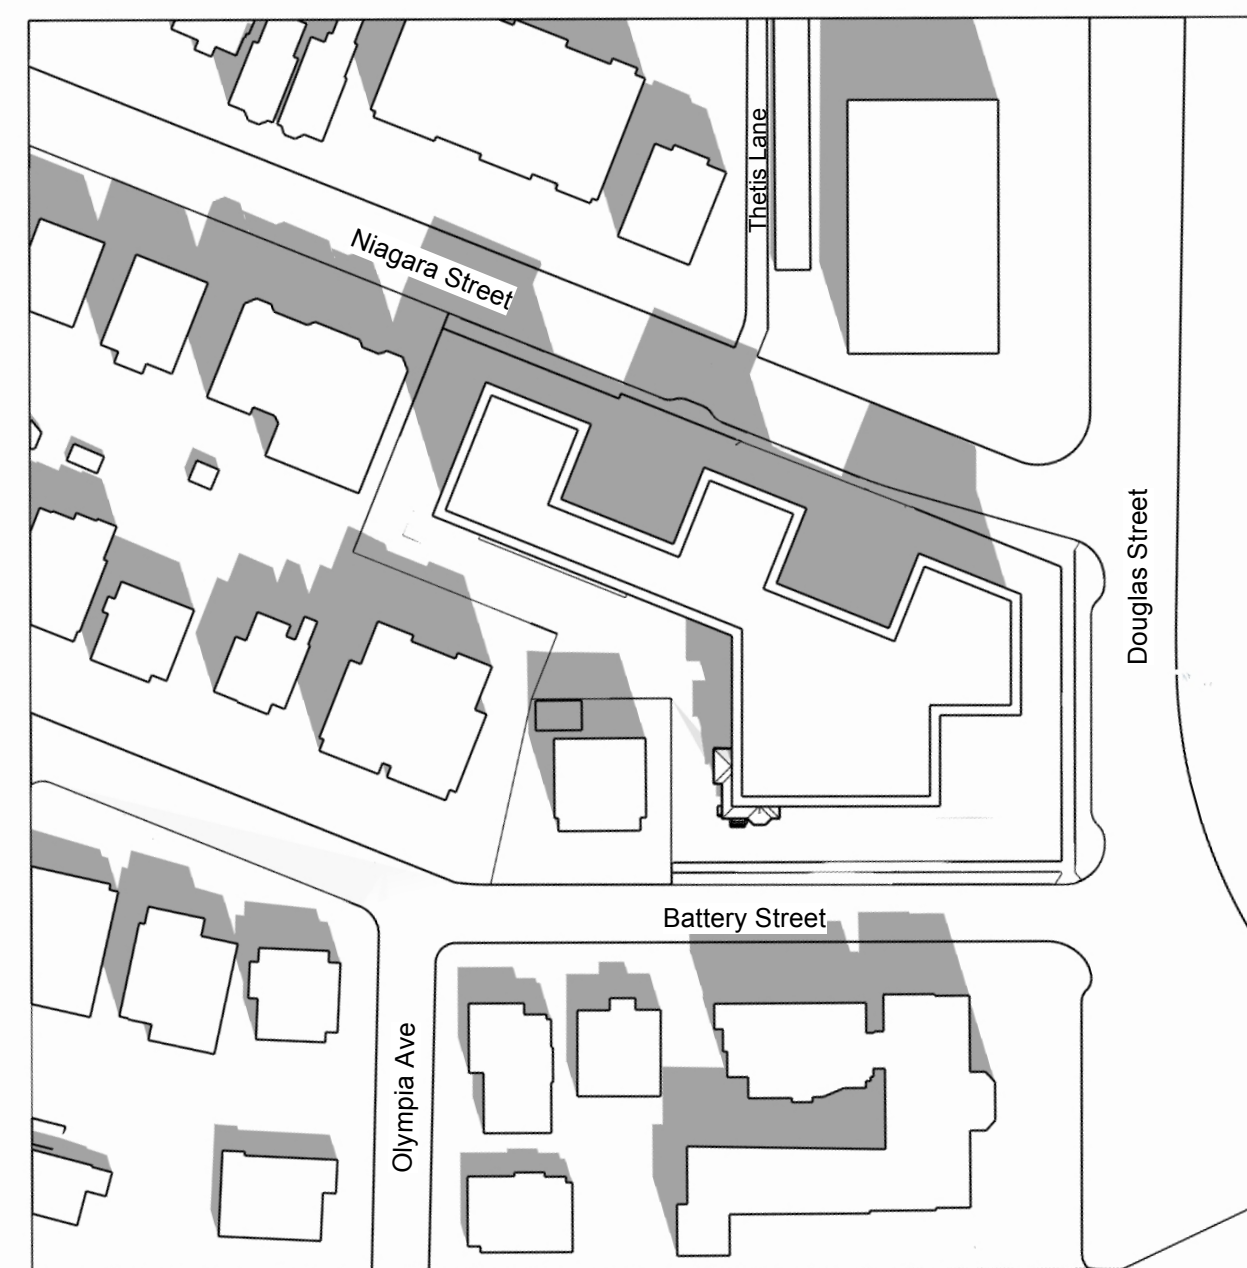 Thetis Lane
Niagara Street
Douglas Street
Battery Street
Olympia Ave